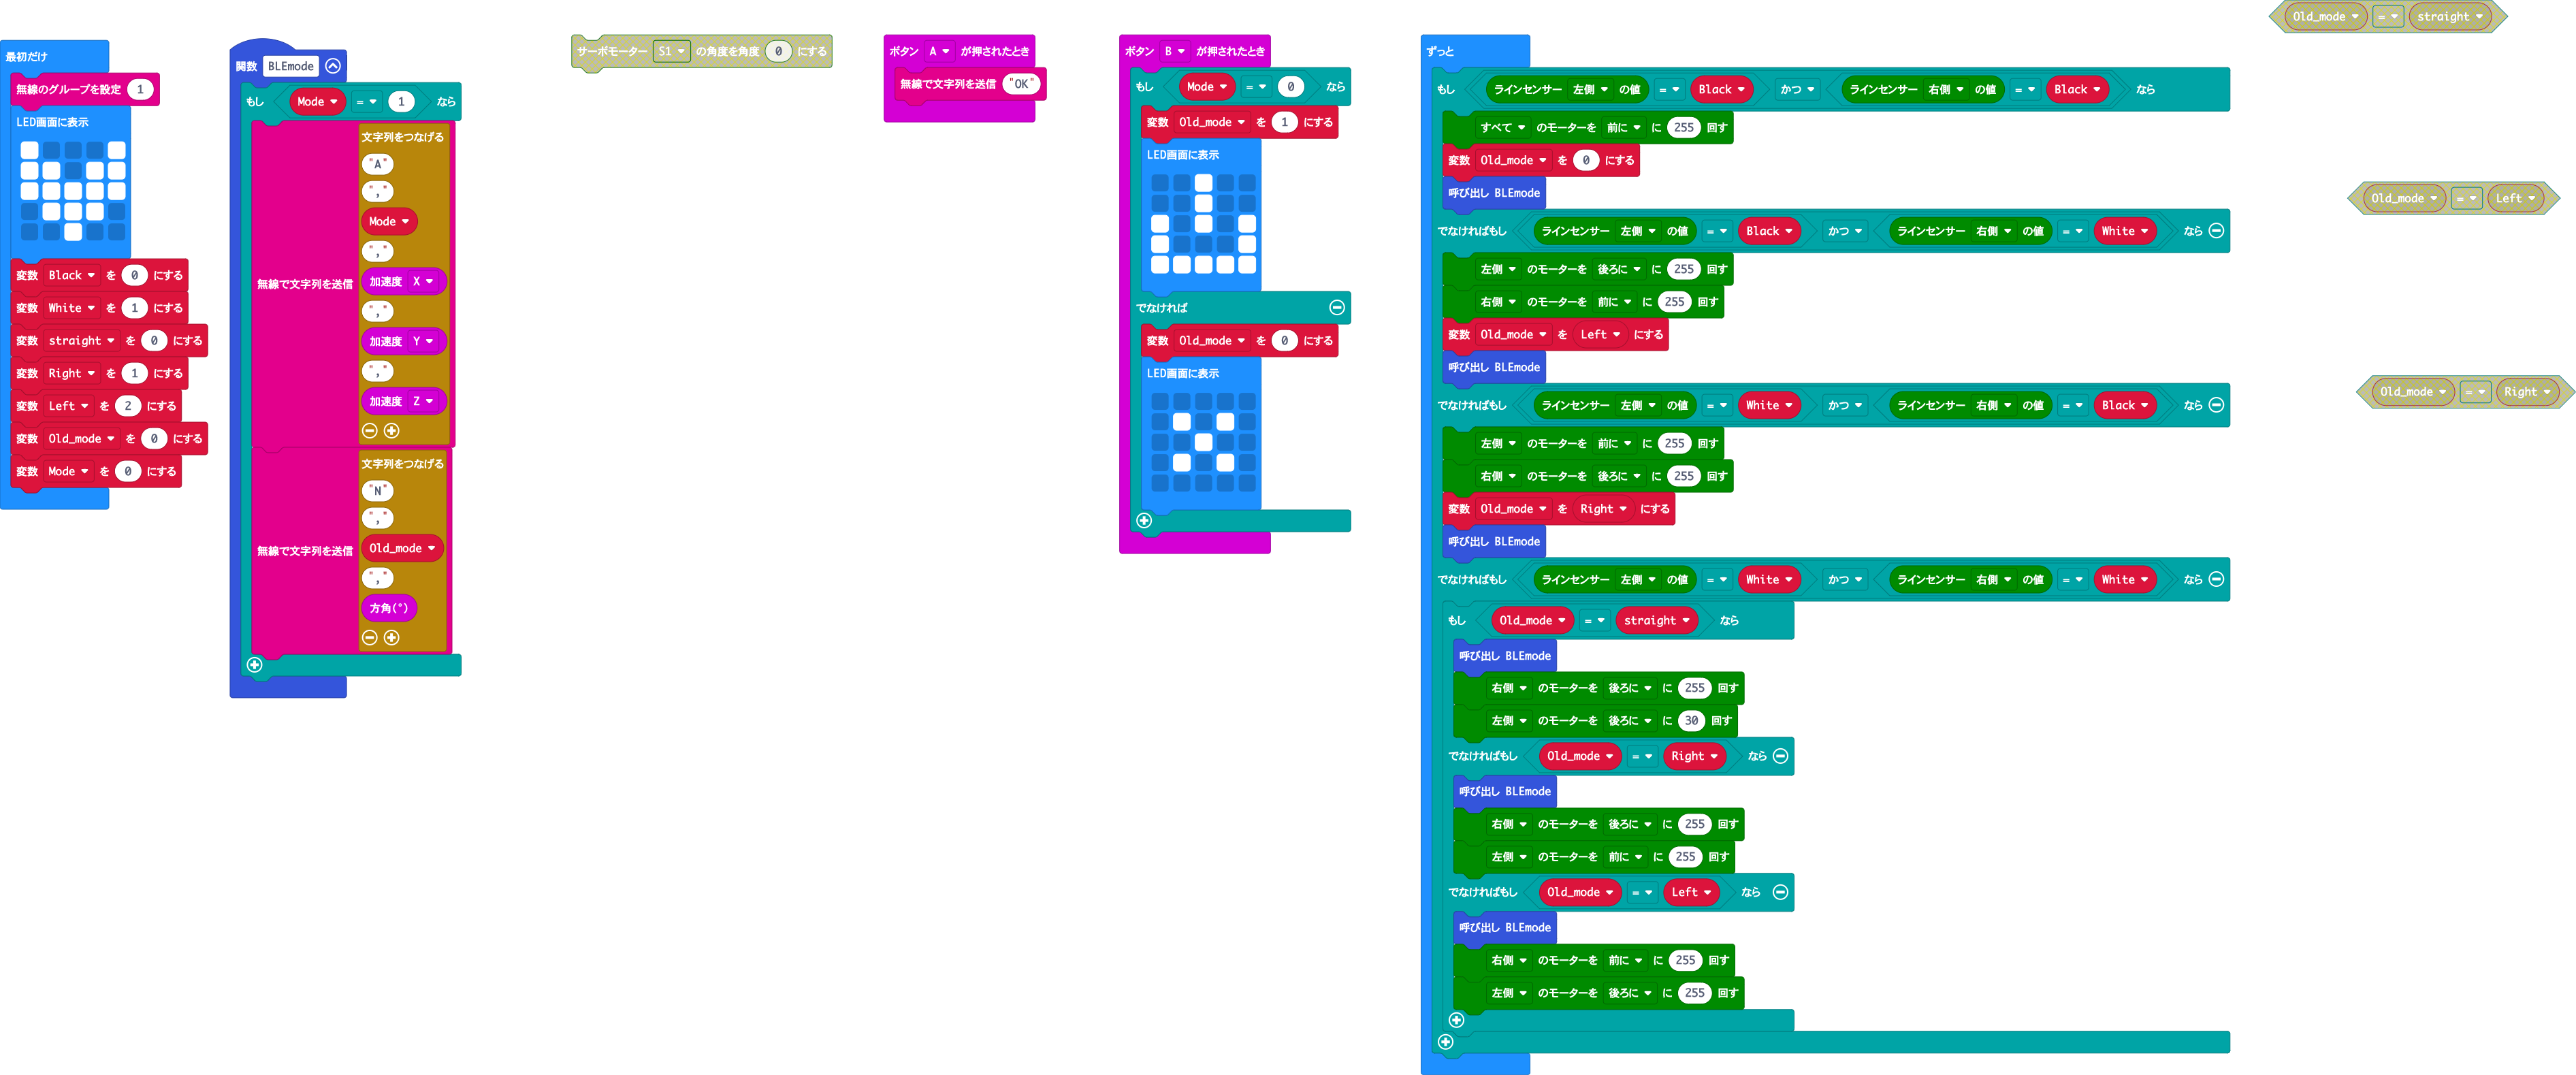 最初だけ
無線のグループを設定 1
LED画面に表示
変数 Black を 0 にする
変数 White を 1 にする
変数 straight を 0 にする
変数 Right を 1 にする
変数 Left を 2 にする
変数 Old_mode を 0 にする
変数 Mode を 0 にする
関数 BLEmode
もし Mode = 1 なら
無線で文字列を送信
文字列をつなげる
"A"
","
Mode
","
加速度 X
","
加速度 Y
","
加速度 Z
無線で文字列を送信
文字列をつなげる
"N"
","
Old_mode
","
方角(°)
サーボモーター S1 の角度を角度 0 にする
ボタン A が押されたとき
無線で文字列を送信 "OK"
ボタン B が押されたとき
もし Mode = 0 なら
変数 Old_mode を 1 にする
LED画面に表示
でなければ
変数 Old_mode を 0 にする
LED画面に表示
ずっと
もし ラインセンサー 左側 の値 = Black かつ ラインセンサー 右側 の値 = Black なら
すべて のモーターを 前に に 255 回す
変数 Old_mode を 0 にする
呼び出し BLEmode
でなければもし ラインセンサー 左側 の値 = Black かつ ラインセンサー 右側 の値 = White なら
左側 のモーターを 後ろに に 255 回す
右側 のモーターを 前に に 255 回す
変数 Old_mode を Left にする
呼び出し BLEmode
でなければもし ラインセンサー 左側 の値 = White かつ ラインセンサー 右側 の値 = Black なら
左側 のモーターを 前に に 255 回す
右側 のモーターを 後ろに に 255 回す
変数 Old_mode を Right にする
呼び出し BLEmode
でなければもし ラインセンサー 左側 の値 = White かつ ラインセンサー 右側 の値 = White なら
もし Old_mode = straight なら
呼び出し BLEmode
右側 のモーターを 後ろに に 255 回す
左側 のモーターを 後ろに に 30 回す
でなければもし Old_mode = Right なら
呼び出し BLEmode
右側 のモーターを 後ろに に 255 回す
左側 のモーターを 前に に 255 回す
でなければもし Old_mode = Left なら
呼び出し BLEmode
右側 のモーターを 前に に 255 回す
左側 のモーターを 後ろに に 255 回す
Old_mode = straight
Old_mode = Left
Old_mode = Right